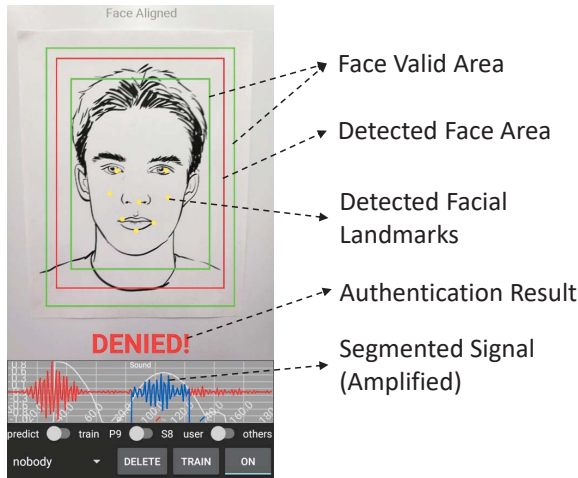 Face Aligned
Face Valid Area
Detected Face Area
Detected Facial
Landmarks
Authentication Result
DENIED!
Segmented Signal
(Amplified)
Sound
predict train P9 S8 user others
nobody DELETE TRAIN ON